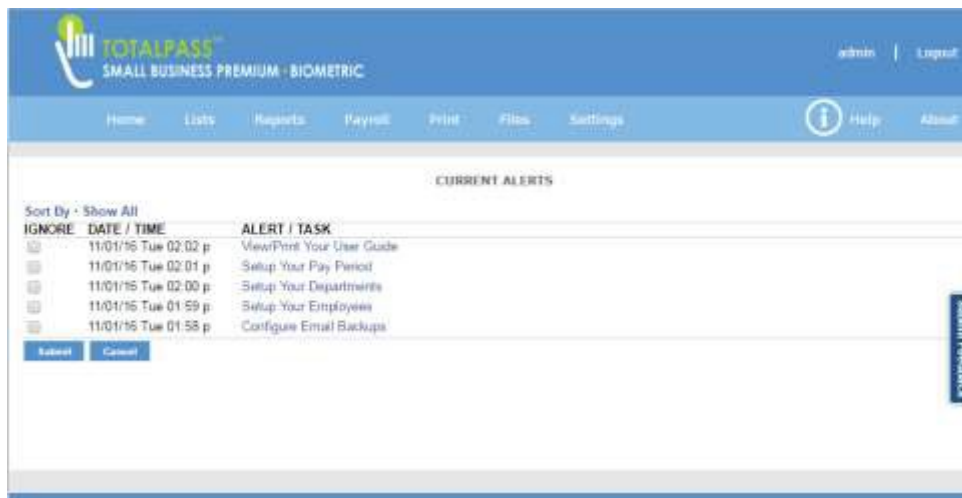 TOTALPASS™
SMALL BUSINESS PREMIUM - BIOMETRIC
admin | Logout
Home Lists Reports Payroll Print Files Settings Help About
CURRENT ALERTS
Sort By · Show All
IGNORE DATE / TIME ALERT / TASK
11/01/16 Tue 02:02 p View/Print Your User Guide
11/01/16 Tue 02:01 p Setup Your Pay Period
11/01/16 Tue 02:00 p Setup Your Departments
11/01/16 Tue 01:59 p Setup Your Employees
11/01/16 Tue 01:58 p Configure Email Backups
Submit Cancel
Submit Feedback